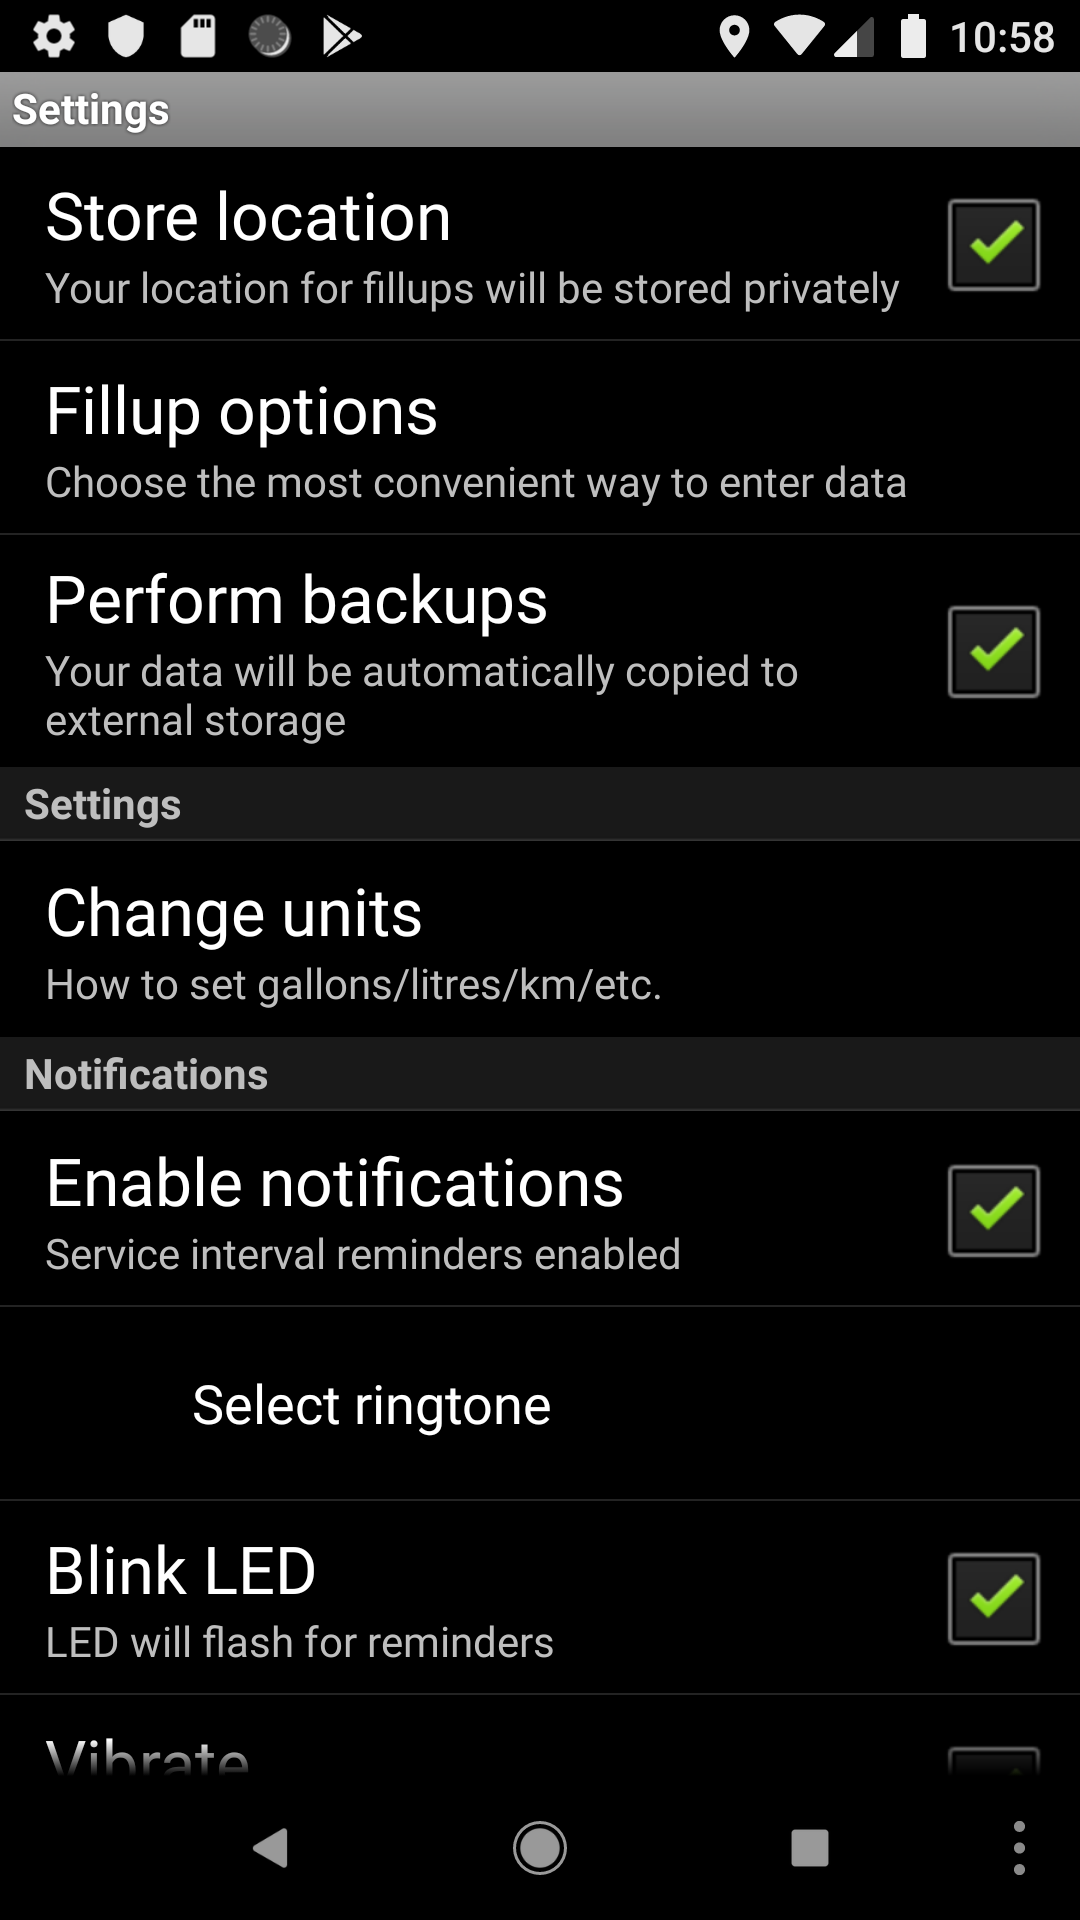 10:58
Settings
Store location
Your location for fillups will be stored privately
Fillup options
Choose the most convenient way to enter data
Perform backups
Your data will be automatically copied to
external storage
Settings
Change units
How to set gallons/litres/km/etc.
Notifications
Enable notifications
Service interval reminders enabled
Select ringtone
Blink LED
LED will flash for reminders
Vibrate